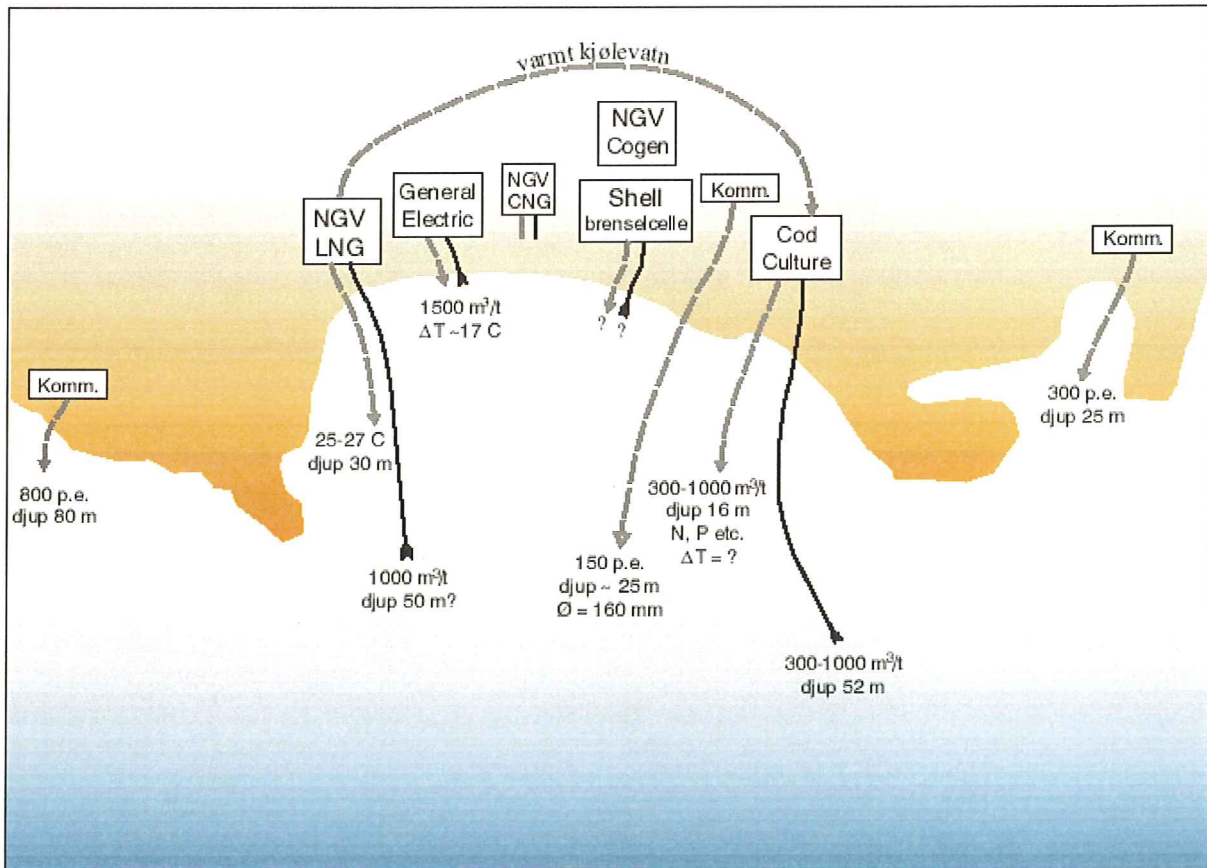 varmt kjølevatn
NGV
Cogen
NGV
LNG
General
Electric
NGV
CNG
Shell
brenselcelle
Komm.
Cod
Culture
Komm.
1500 m³/t
ΔT ~17 C
?
?
Komm.
300 p.e.
djup 25 m
25-27 C
djup 30 m
800 p.e.
djup 80 m
300-1000 m³/t
djup 16 m
N, P etc.
ΔT = ?
1000 m³/t
djup 50 m?
150 p.e.
djup ~ 25 m
Ø = 160 mm
300-1000 m³/t
djup 52 m